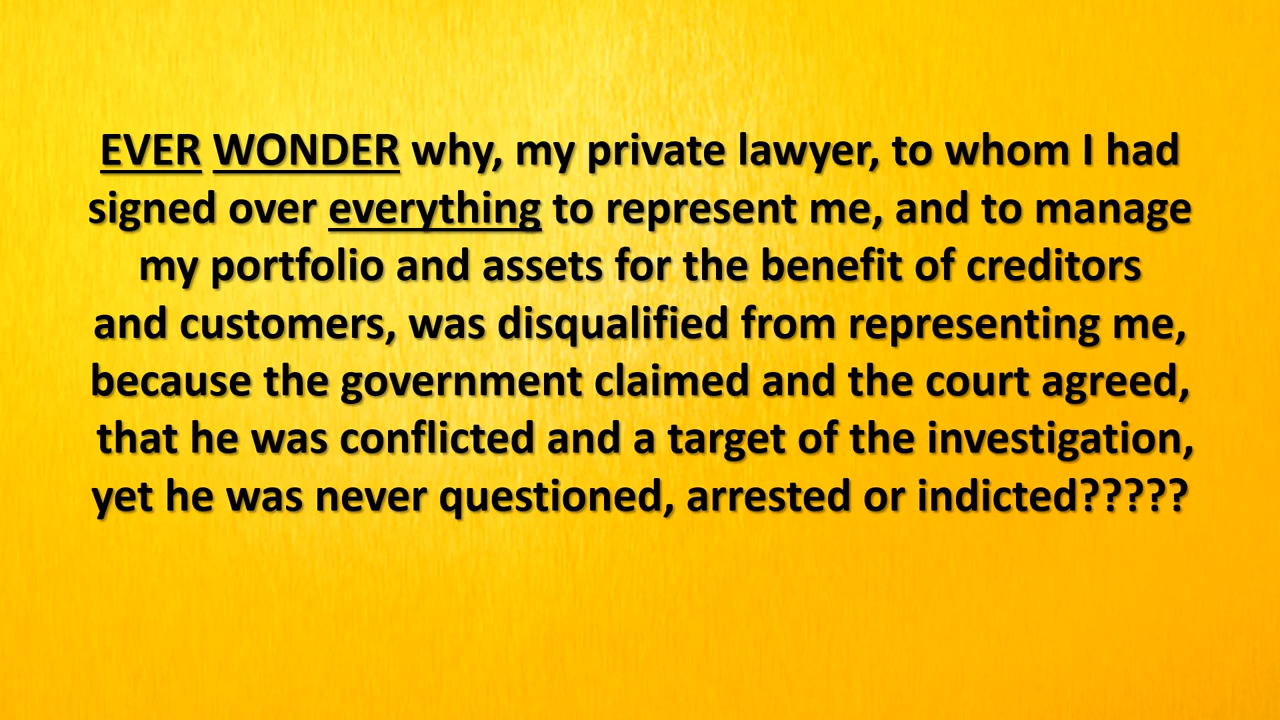 EVER WONDER why, my private lawyer, to whom I had
signed over everything to represent me, and to manage
my portfolio and assets for the benefit of creditors
and customers, was disqualified from representing me,
because the government claimed and the court agreed,
that he was conflicted and a target of the investigation,
yet he was never questioned, arrested or indicted?????